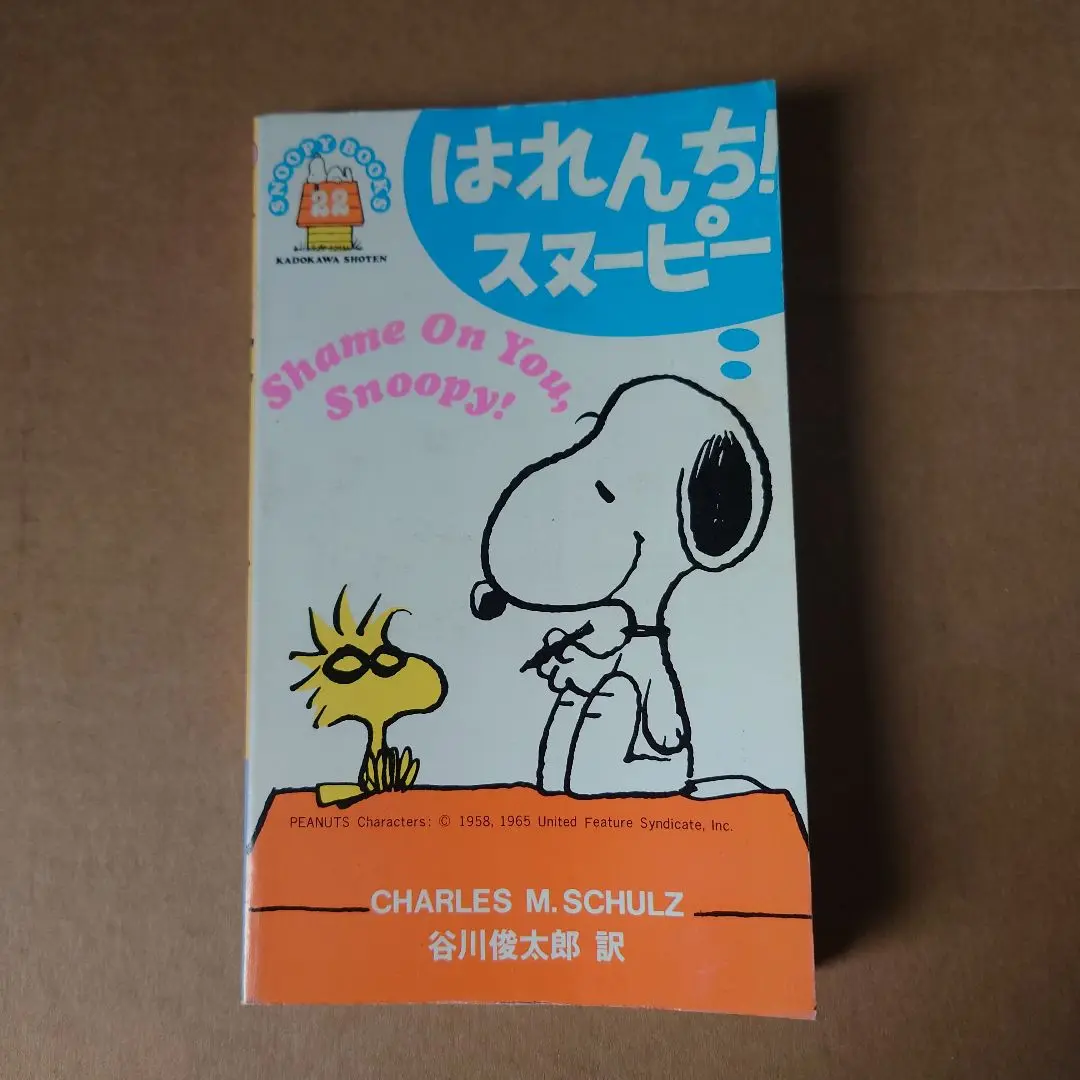 SNOOPY BOOKS
22
KADOKAWA SHOTEN
はれんち!
スヌーピー
Shame On You,
Snoopy!
PEANUTS Characters: © 1958, 1965 United Feature Syndicate, Inc.
CHARLES M. SCHULZ
谷川俊太郎 訳